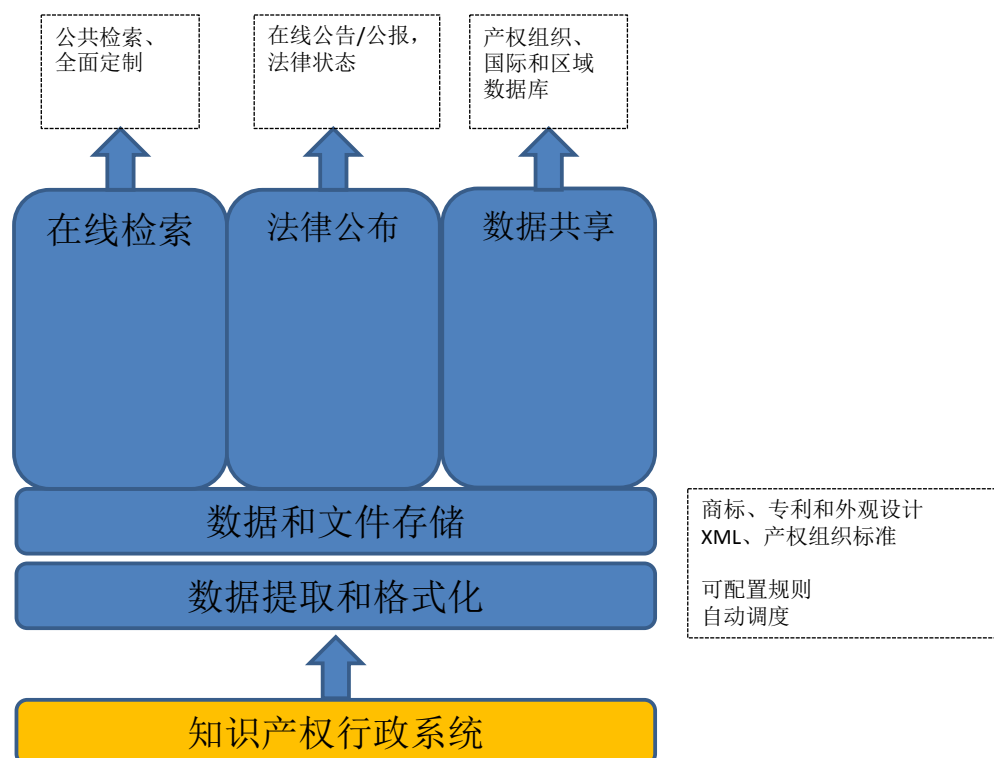 公共检索、
全面定制
在线公告/公报，
法律状态
产权组织、
国际和区域
数据库
在线检索
法律公布
数据共享
数据和文件存储
商标、专利和外观设计
XML、产权组织标准
可配置规则
自动调度
数据提取和格式化
知识产权行政系统